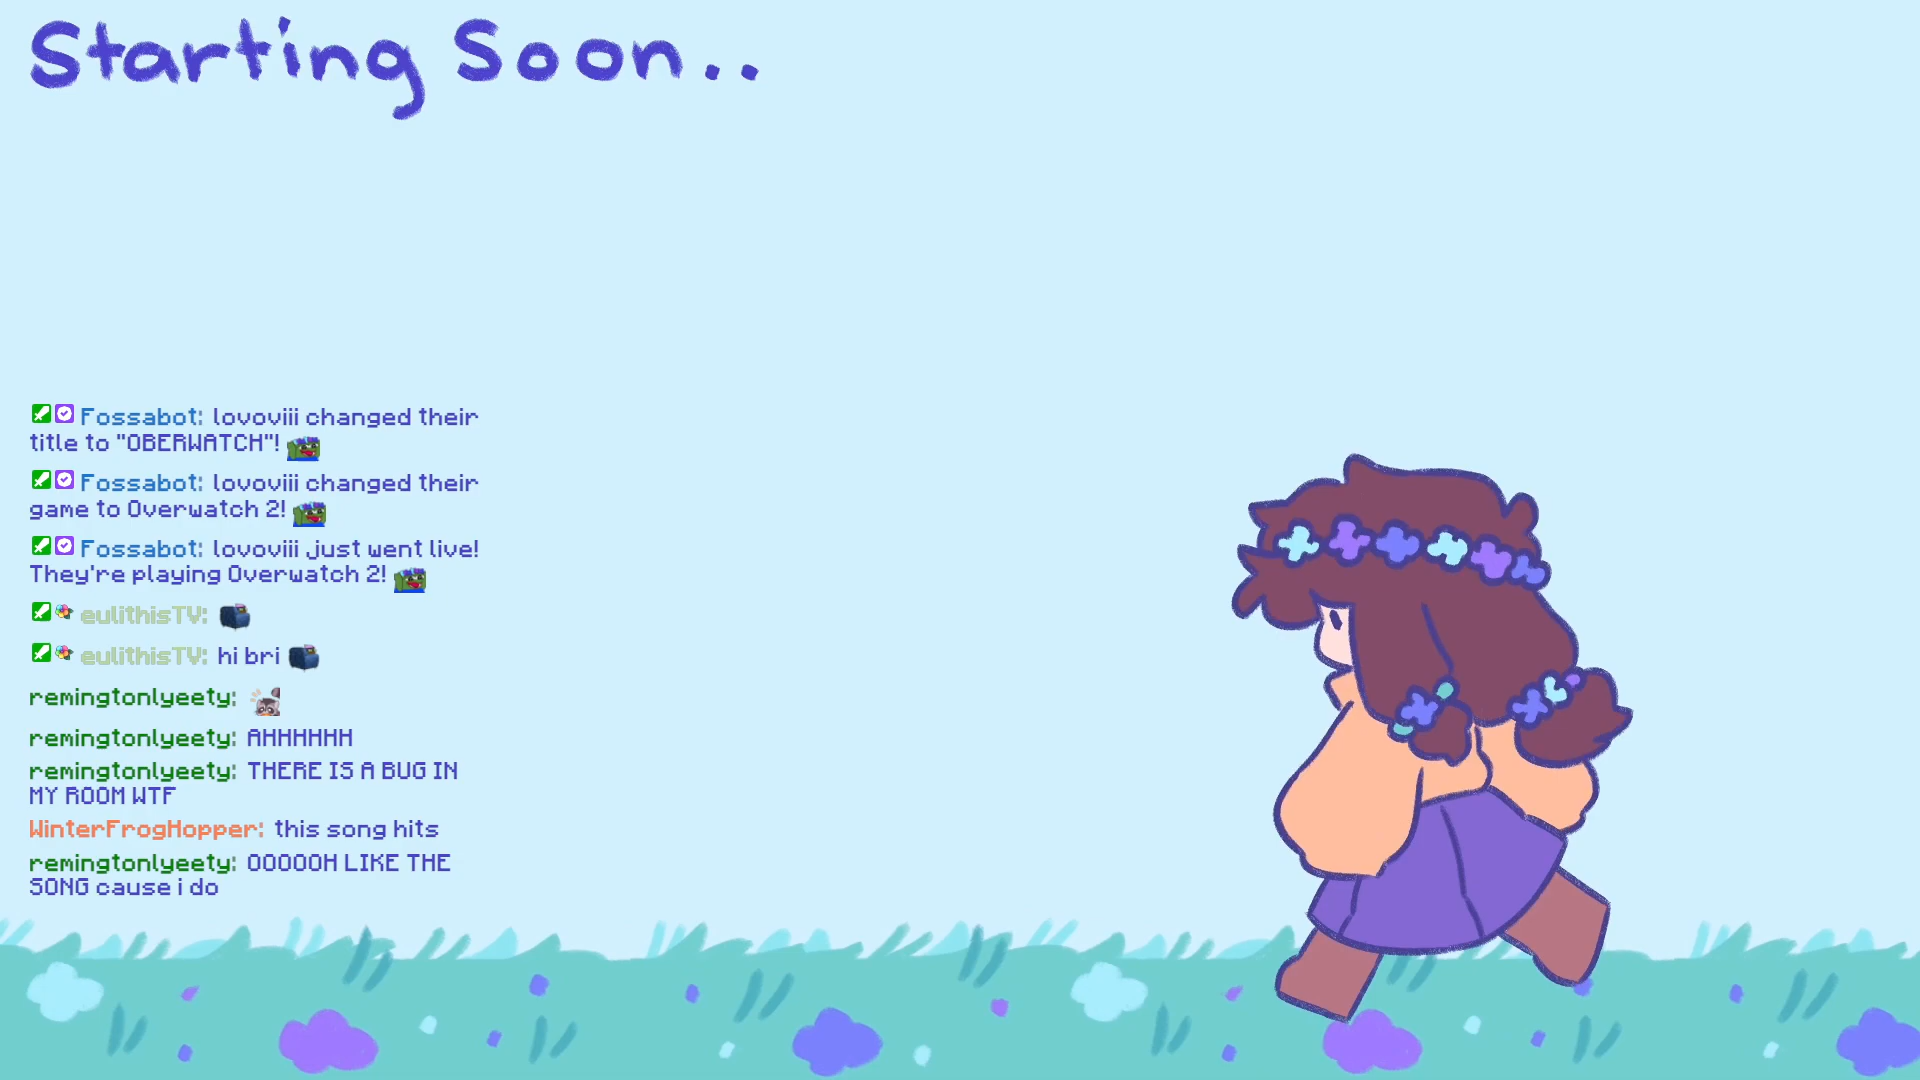 Starting Soon..
Fossabot: lovoviii changed their
title to "OBERWATCH"!
Fossabot: lovoviii changed their
game to Overwatch 2!
Fossabot: lovoviii just went live!
They're playing Overwatch 2!
eulithisTV:
eulithisTV: hi bri
remingtonlyeety:
remingtonlyeety: AHHHHHH
remingtonlyeety: THERE IS A BUG IN
MY ROOM WTF
WinterFrogHopper: this song hits
remingtonlyeety: OOOOOH LIKE THE
SONG cause i do